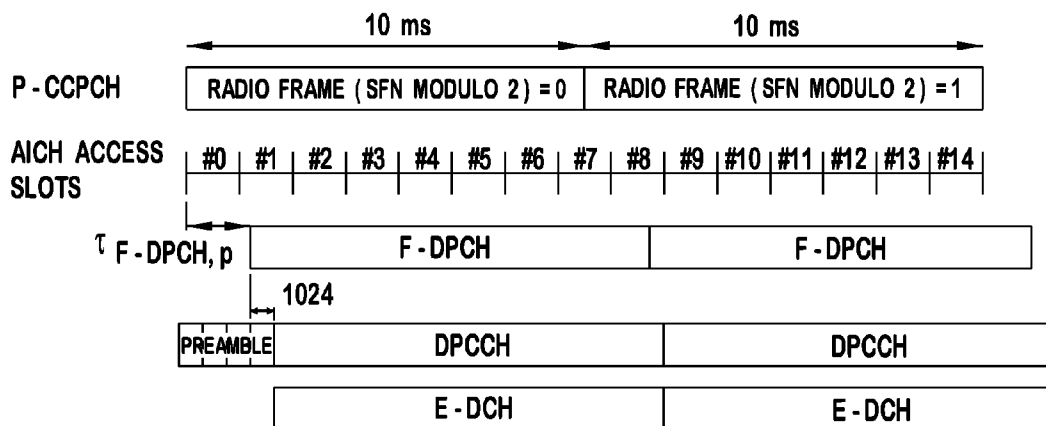 10 ms 10 ms
P-CCPCH RADIO FRAME (SFN MODULO 2) = 0 RADIO FRAME (SFN MODULO 2) = 1
AICH ACCESS SLOTS #0 #1 #2 #3 #4 #5 #6 #7 #8 #9 #10 #11 #12 #13 #14
τ F-DPCH, p F-DPCH F-DPCH
1024
PREAMBLE DPCCH DPCCH
E-DCH E-DCH